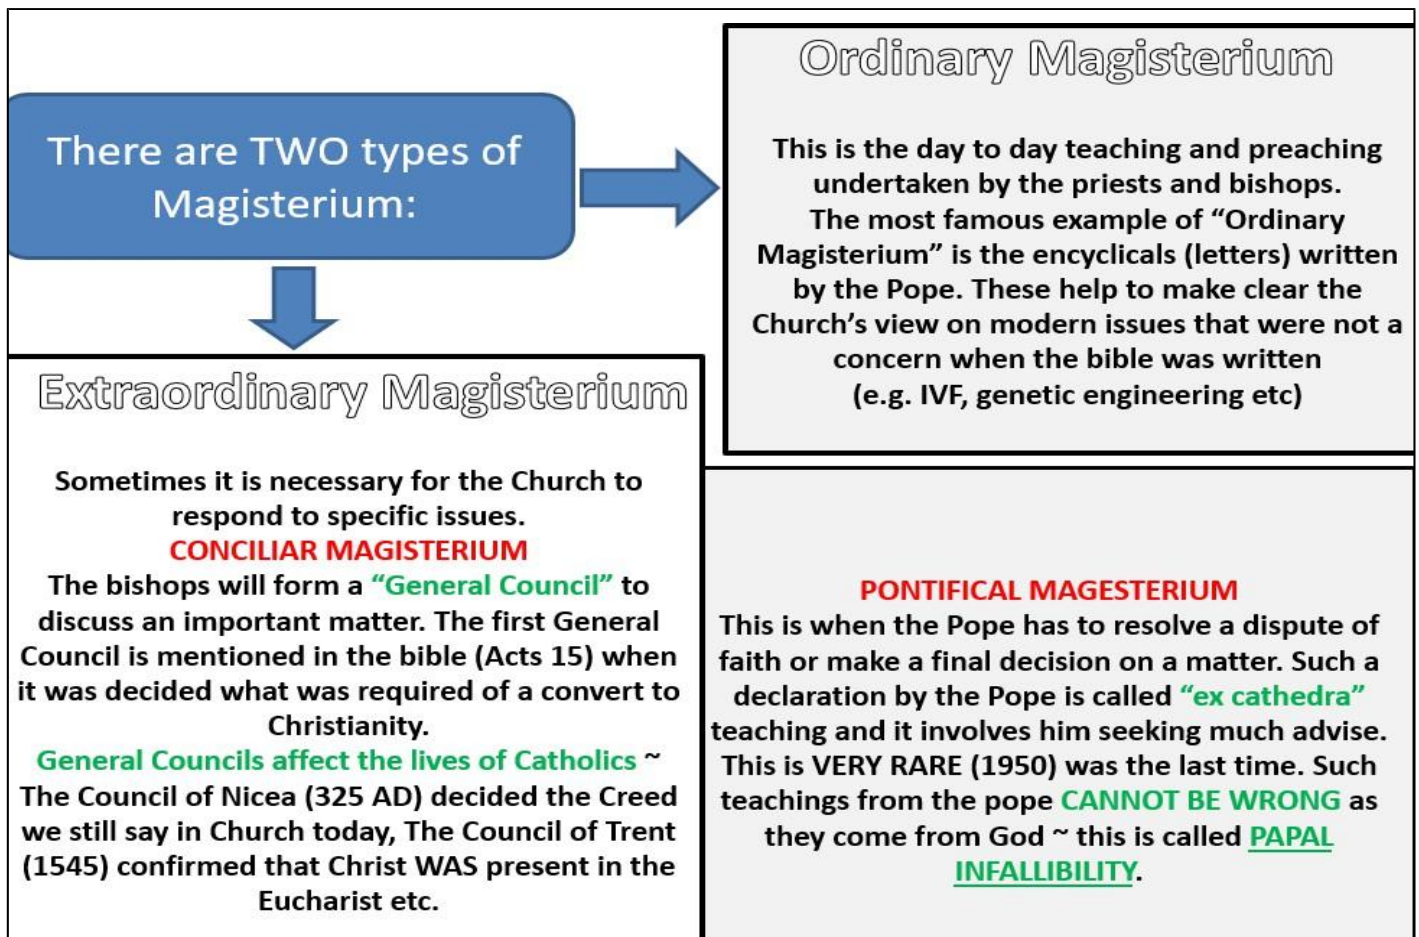 There are TWO types of
Magisterium:
Ordinary Magisterium
This is the day to day teaching and preaching
undertaken by the priests and bishops.
The most famous example of “Ordinary
Magisterium” is the encyclicals (letters) written
by the Pope. These help to make clear the
Church’s view on modern issues that were not a
concern when the bible was written
(e.g. IVF, genetic engineering etc)
Extraordinary Magisterium
Sometimes it is necessary for the Church to
respond to specific issues.
CONCILIAR MAGISTERIUM
The bishops will form a “General Council” to
discuss an important matter. The first General
Council is mentioned in the bible (Acts 15) when
it was decided what was required of a convert to
Christianity.
General Councils affect the lives of Catholics ~
The Council of Nicea (325 AD) decided the Creed
we still say in Church today, The Council of Trent
(1545) confirmed that Christ WAS present in the
Eucharist etc.
PONTIFICAL MAGESTERIUM
This is when the Pope has to resolve a dispute of
faith or make a final decision on a matter. Such a
declaration by the Pope is called “ex cathedra”
teaching and it involves him seeking much advise.
This is VERY RARE (1950) was the last time. Such
teachings from the pope CANNOT BE WRONG as
they come from God ~ this is called PAPAL
INFALLIBILITY.